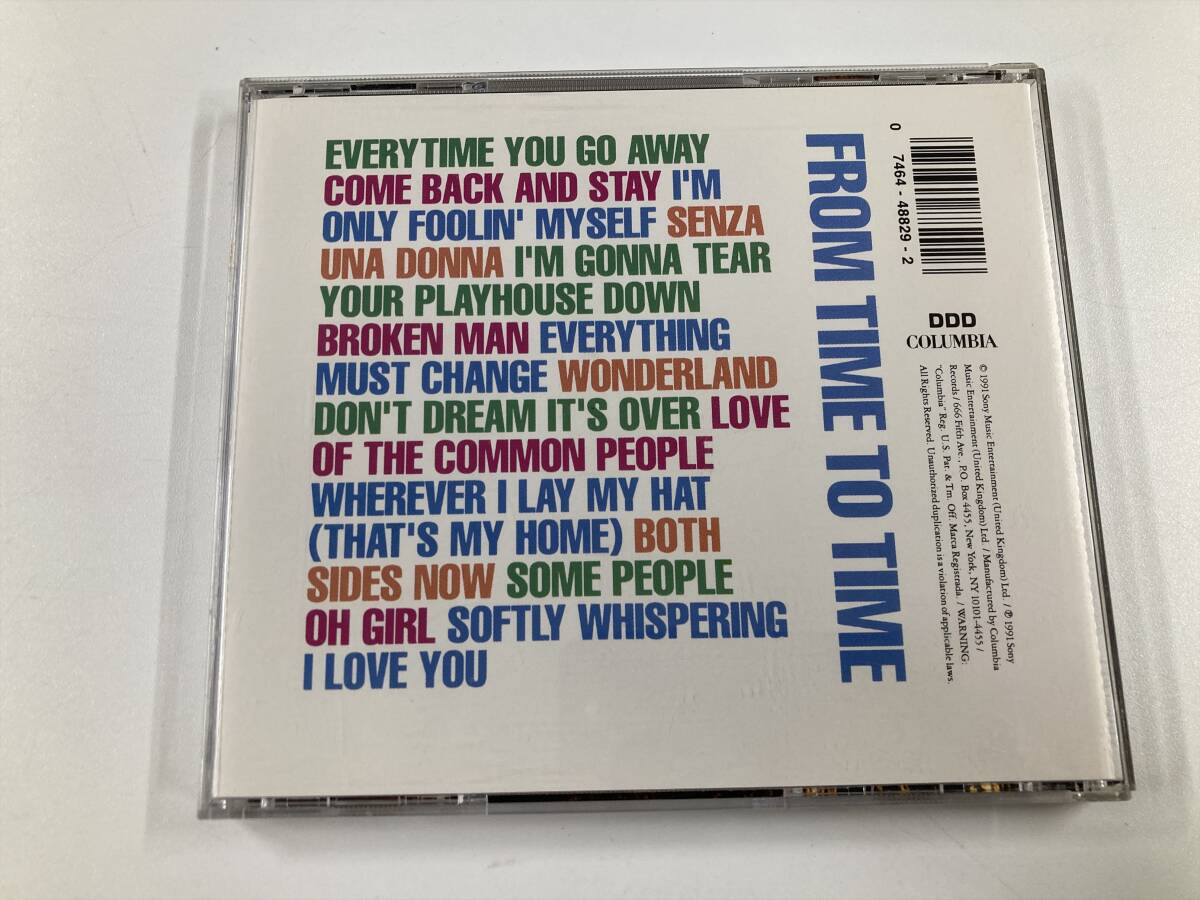 EVERYTIME YOU GO AWAY
COME BACK AND STAY I'M
ONLY FOOLIN' MYSELF SENZA
UNA DONNA I'M GONNA TEAR
YOUR PLAYHOUSE DOWN
BROKEN MAN EVERYTHING
MUST CHANGE WONDERLAND
DON'T DREAM IT'S OVER LOVE
OF THE COMMON PEOPLE
WHEREVER I LAY MY HAT
(THAT'S MY HOME) BOTH
SIDES NOW SOME PEOPLE
OH GIRL SOFTLY WHISPERING
I LOVE YOU
FROM TIME TO TIME
0 7464-48829-2
DDD
COLUMBIA
© 1991 Sony Music Entertainment (United Kingdom) Ltd. / ℗ 1991 Sony
Music Entertainment (United Kingdom) Ltd. / Manufactured by Columbia
Records / 666 Fifth Ave., P.O. Box 4455, New York, NY 10101-4455 /
"Columbia" Reg. U.S. Pat. & Tm. Off. Marca Registrada. / WARNING:
All Rights Reserved. Unauthorized duplication is a violation of applicable laws.